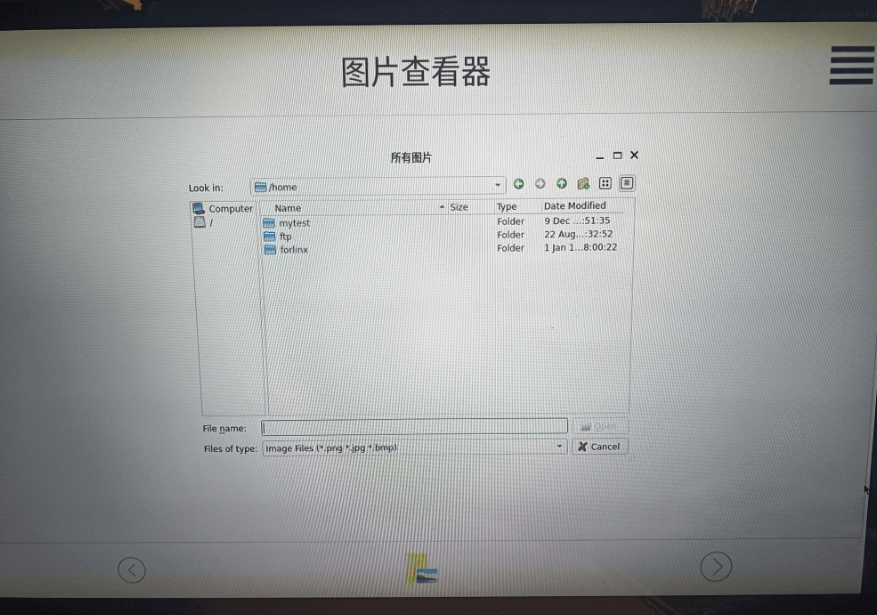 图片查看器
所有图片
Look in: /home
Computer
/
Name Size Type Date Modified
mytest Folder 9 Dec ...:51:35
ftp Folder 22 Aug...:32:52
forlinx Folder 1 Jan 1...8:00:22
File name: Open
Files of type: Image Files (*.png *.jpg *.bmp) Cancel